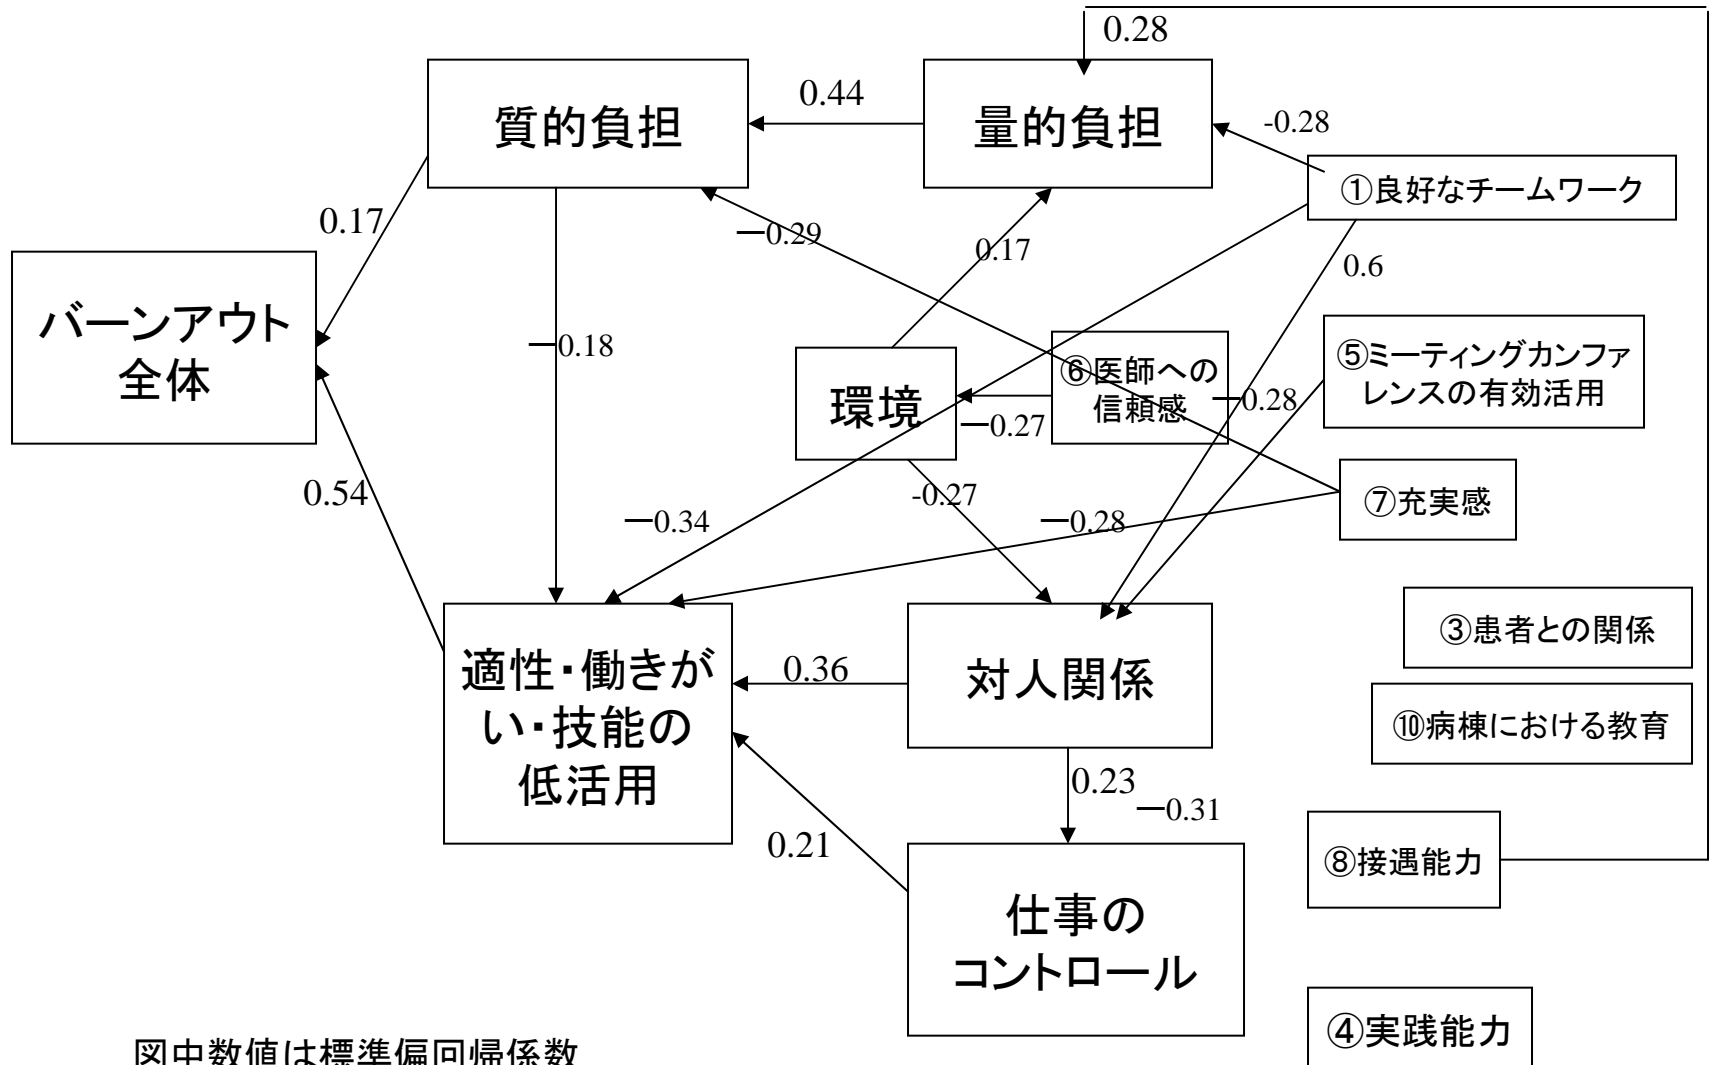 0.28
0.44
-0.28
質的負担
量的負担
①良好なチームワーク
0.17
ー0.29
0.17
0.6
バーンアウト
全体
ー0.18
環境
⑥医師への
信頼感
ー0.27
ー0.28
⑤ミーティングカンファ
レンスの有効活用
0.54
ー0.34
-0.27
ー0.28
⑦充実感
③患者との関係
適性・働きが
い・技能の
低活用
0.36
対人関係
⑩病棟における教育
0.23
ー0.31
0.21
⑧接遇能力
仕事の
コントロール
④実践能力
図中数値は標準偏回帰係数